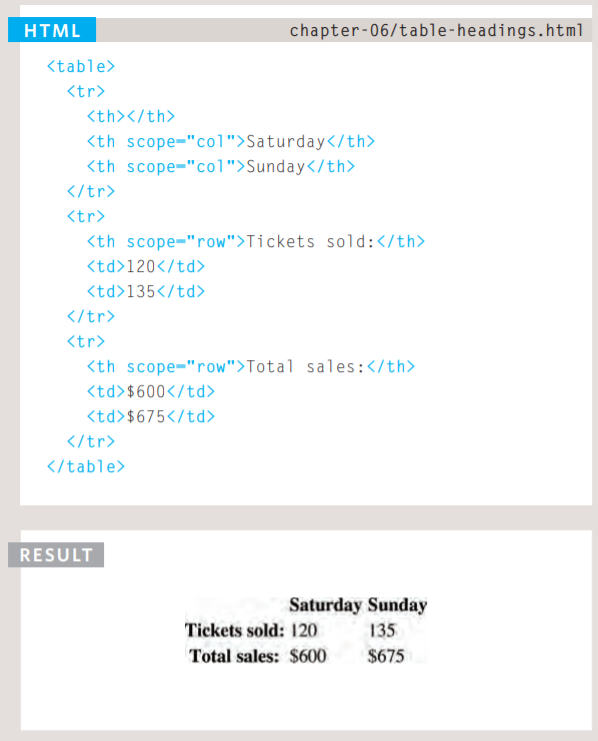 HTML chapter-06/table-headings.html
<table>
<tr>
<th></th>
<th scope="col">Saturday</th>
<th scope="col">Sunday</th>
</tr>
<tr>
<th scope="row">Tickets sold:</th>
<td>120</td>
<td>135</td>
</tr>
<tr>
<th scope="row">Total sales:</th>
<td>$600</td>
<td>$675</td>
</tr>
</table>
RESULT
Saturday Sunday
Tickets sold: 120 135
Total sales: $600 $675